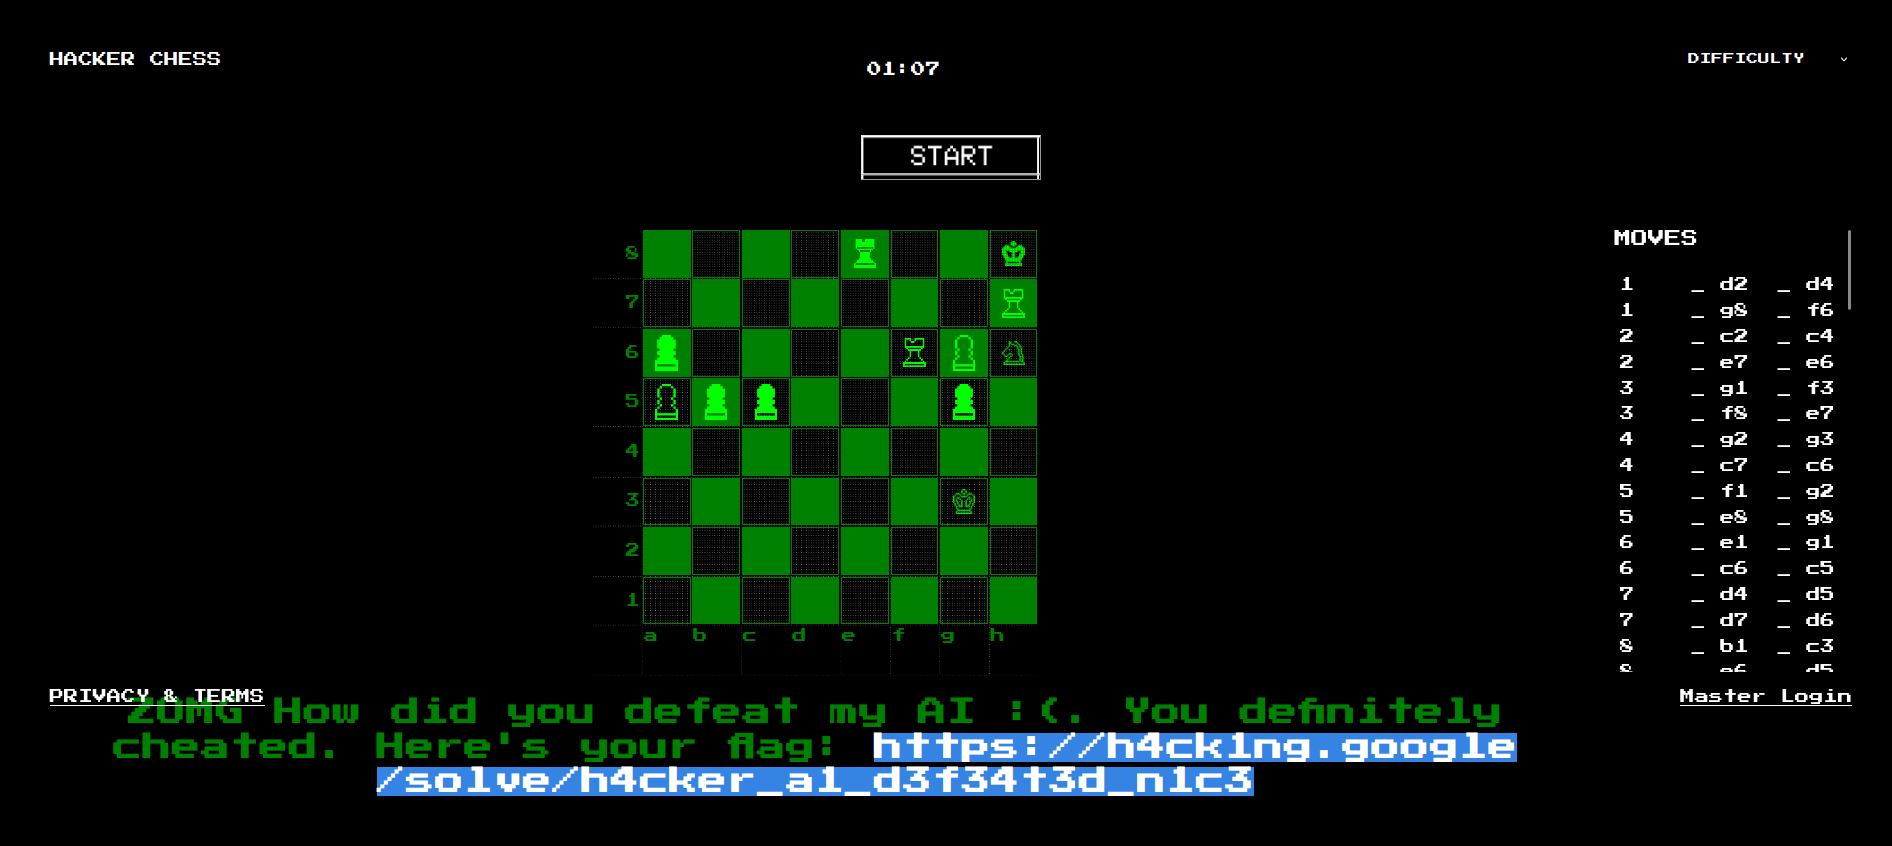 HACKER CHESS
01:07
DIFFICULTY
START
MOVES
1 _ d2 _ d4
1 _ g8 _ f6
2 _ c2 _ c4
2 _ e7 _ e6
3 _ g1 _ f3
3 _ f8 _ e7
4 _ g2 _ g3
4 _ c7 _ c6
5 _ f1 _ g2
5 _ e8 _ g8
6 _ e1 _ g1
6 _ c6 _ c5
7 _ d4 _ d5
7 _ d7 _ d6
8 _ b1 _ c3
8 _ e6 _ d5
8
7
6
5
4
3
2
1
a b c d e f g h
PRIVACY & TERMS
Master Login
ZOMG How did you defeat my AI :(. You definitely
cheated. Here's your flag: https://h4ck1ng.google
/solve/h4cker_a1_d3f34t3d_n1c3